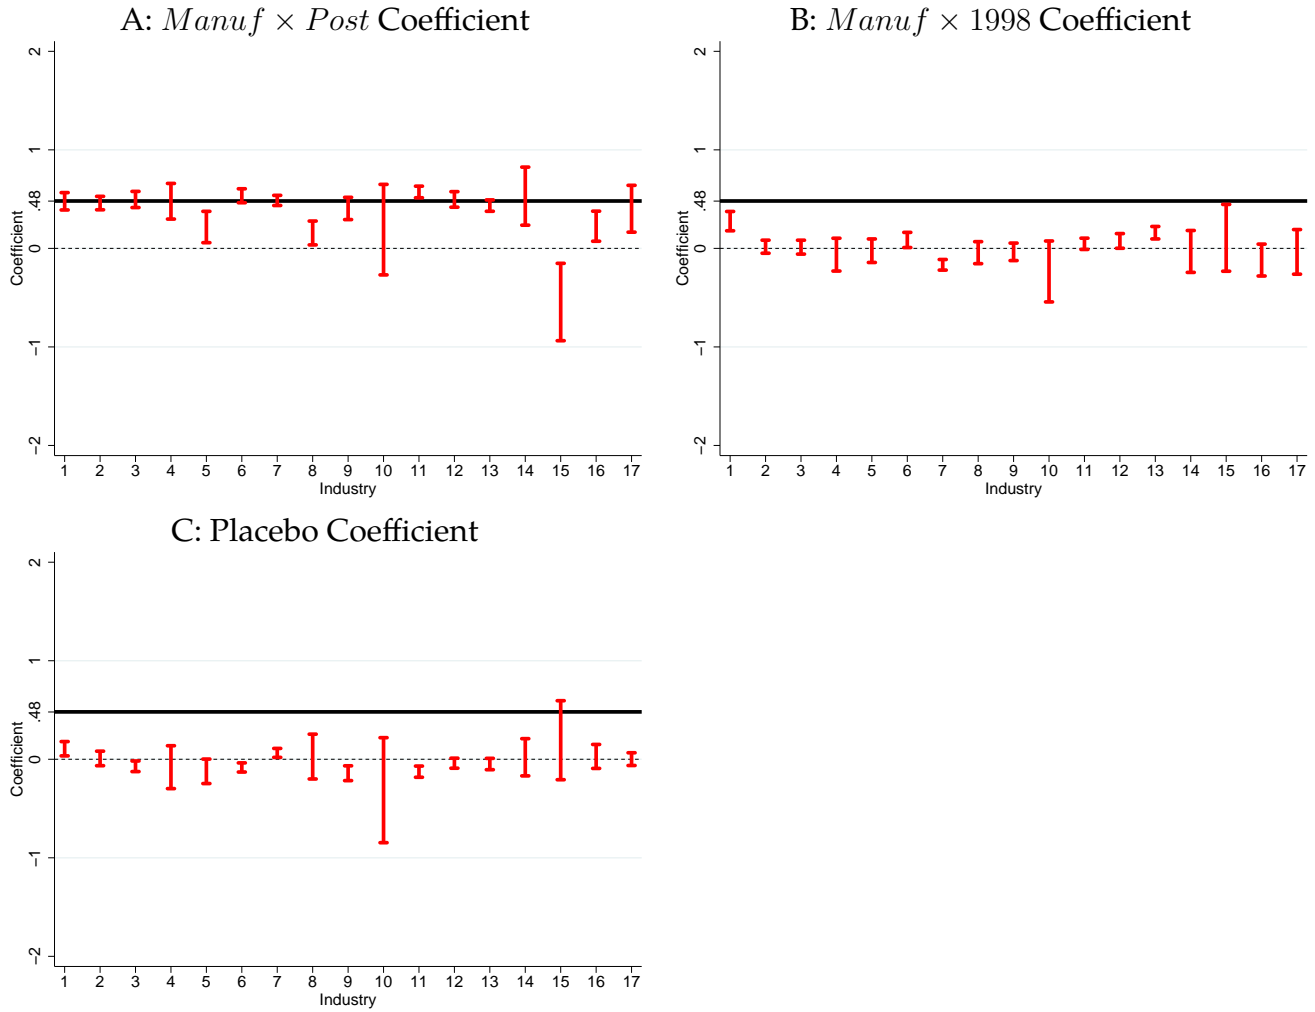 A: Manuf × Post Coefficient
2
1
.48
0
−1
−2
Coefficient
1 2 3 4 5 6 7 8 9 10 11 12 13 14 15 16 17
Industry
B: Manuf × 1998 Coefficient
2
1
.48
0
−1
−2
Coefficient
1 2 3 4 5 6 7 8 9 10 11 12 13 14 15 16 17
Industry
C: Placebo Coefficient
2
1
.48
0
−1
−2
Coefficient
1 2 3 4 5 6 7 8 9 10 11 12 13 14 15 16 17
Industry